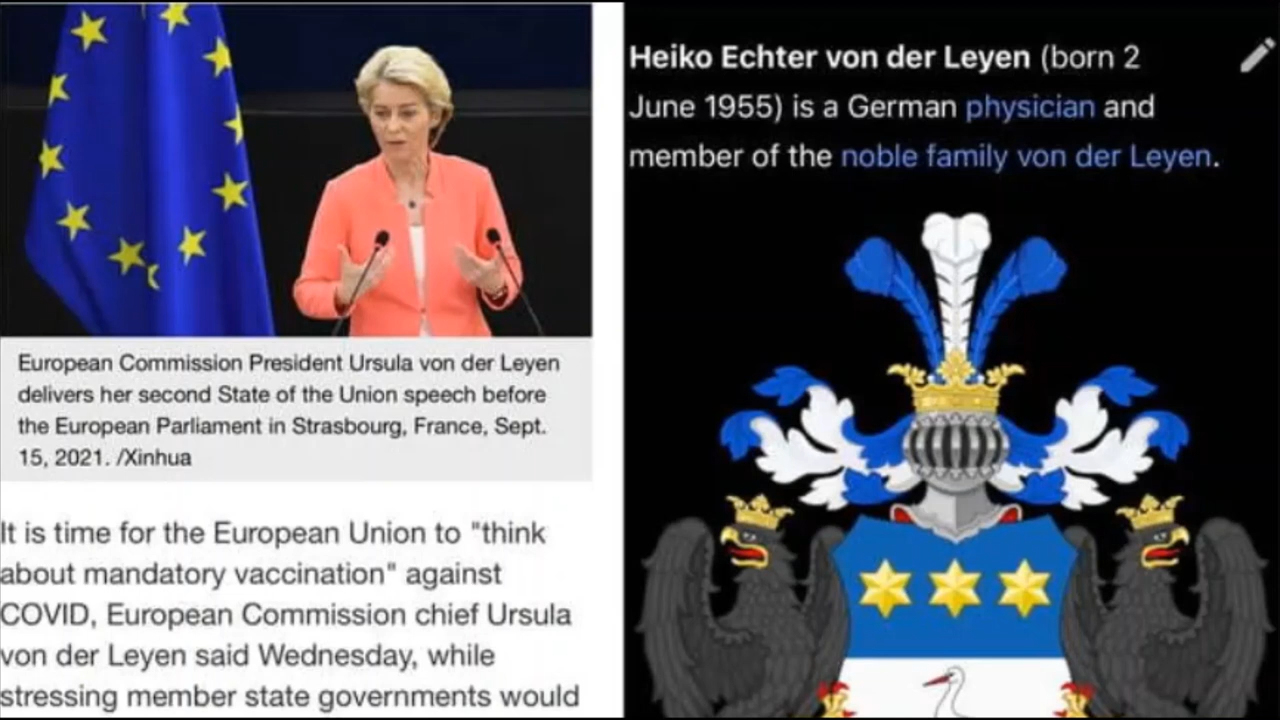 European Commission President Ursula von der Leyen
delivers her second State of the Union speech before
the European Parliament in Strasbourg, France, Sept.
15, 2021. /Xinhua
It is time for the European Union to "think
about mandatory vaccination" against
COVID, European Commission chief Ursula
von der Leyen said Wednesday, while
stressing member state governments would
Heiko Echter von der Leyen (born 2
June 1955) is a German physician and
member of the noble family von der Leyen.